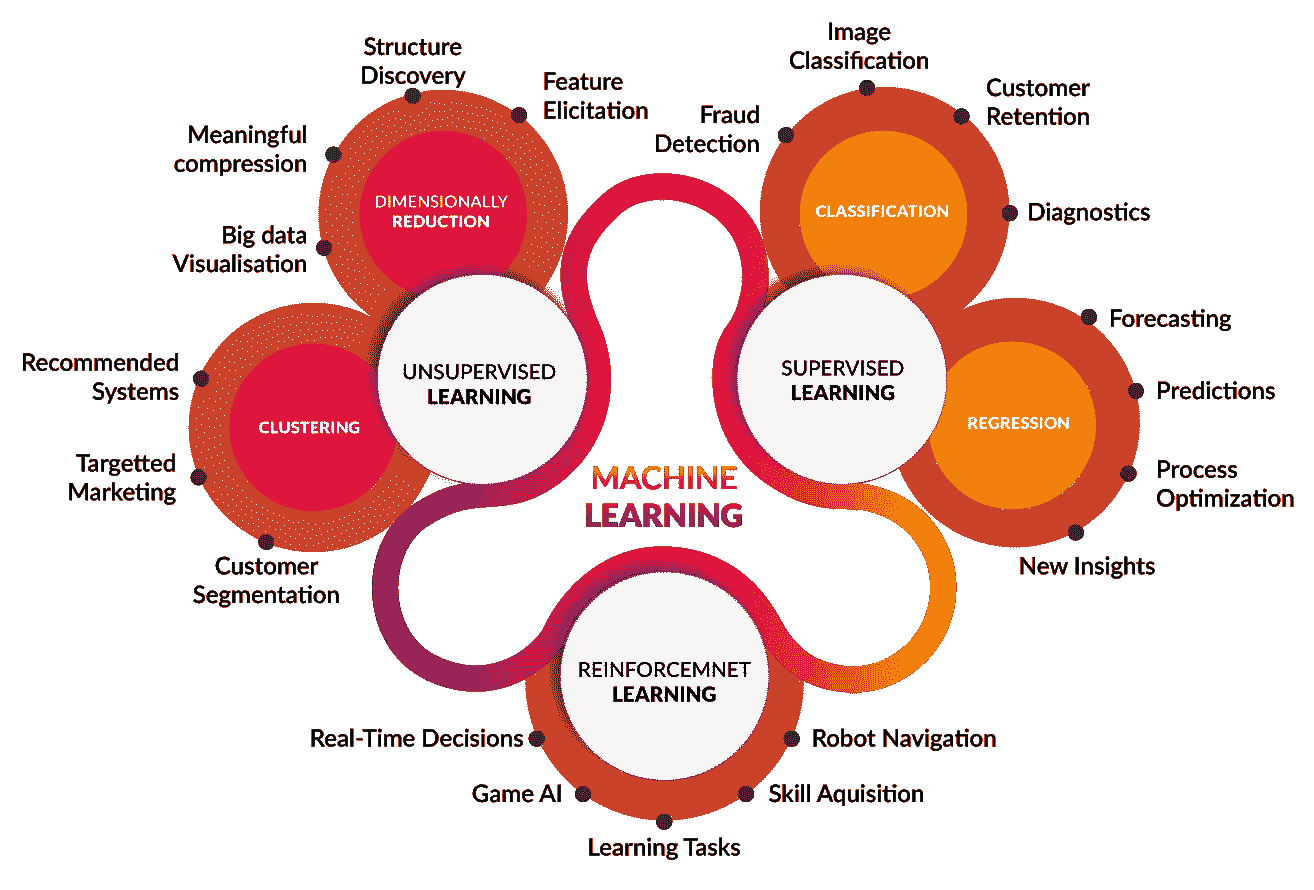 Structure
Discovery
Feature
Elicitation
Meaningful
compression
Big data
Visualisation
DIMENSIONALLY
REDUCTION
Recommended
Systems
Targetted
Marketing
Customer
Segmentation
CLUSTERING
UNSUPERVISED
LEARNING
Image
Classification
Fraud
Detection
Customer
Retention
Diagnostics
CLASSIFICATION
Forecasting
Predictions
Process
Optimization
New Insights
REGRESSION
SUPERVISED
LEARNING
MACHINE
LEARNING
REINFORCEMNET
LEARNING
Real-Time Decisions
Game AI
Learning Tasks
Skill Aquisition
Robot Navigation